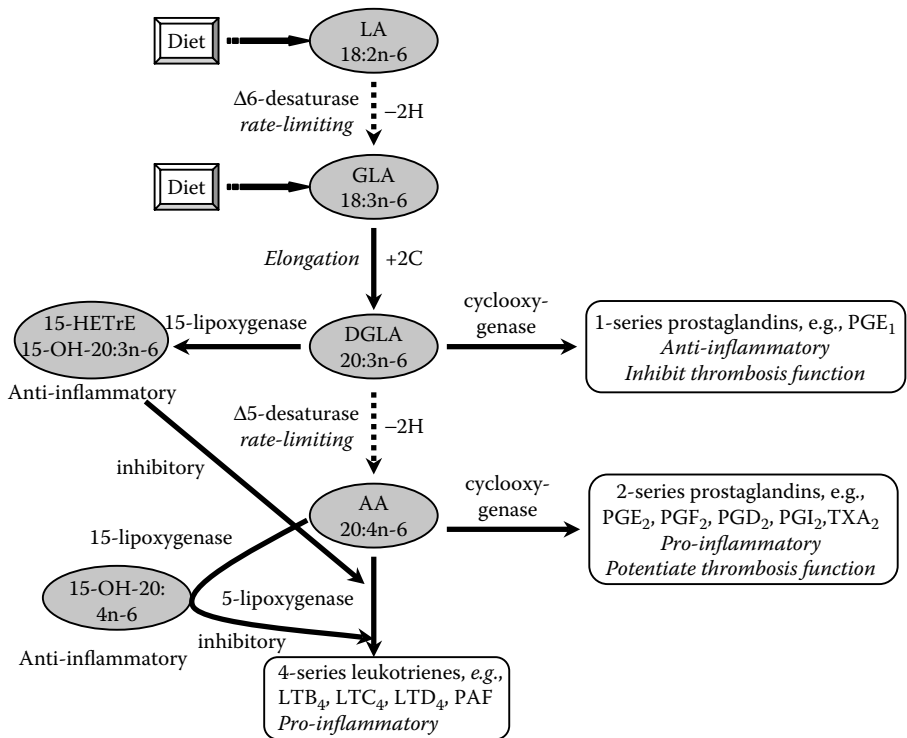 Diet
LA
18:2n-6
Δ6-desaturase
rate-limiting
–2H
Diet
GLA
18:3n-6
Elongation
+2C
15-HETrE
15-OH-20:3n-6
Anti-inflammatory
15-lipoxygenase
DGLA
20:3n-6
cyclooxy-
genase
1-series prostaglandins, e.g., PGE₁
Anti-inflammatory
Inhibit thrombosis function
Δ5-desaturase
rate-limiting
–2H
inhibitory
AA
20:4n-6
cyclooxy-
genase
2-series prostaglandins, e.g.,
PGE₂, PGF₂, PGD₂, PGI₂,TXA₂
Pro-inflammatory
Potentiate thrombosis function
15-lipoxygenase
15-OH-20:
4n-6
Anti-inflammatory
5-lipoxygenase
inhibitory
4-series leukotrienes, e.g.,
LTB₄, LTC₄, LTD₄, PAF
Pro-inflammatory